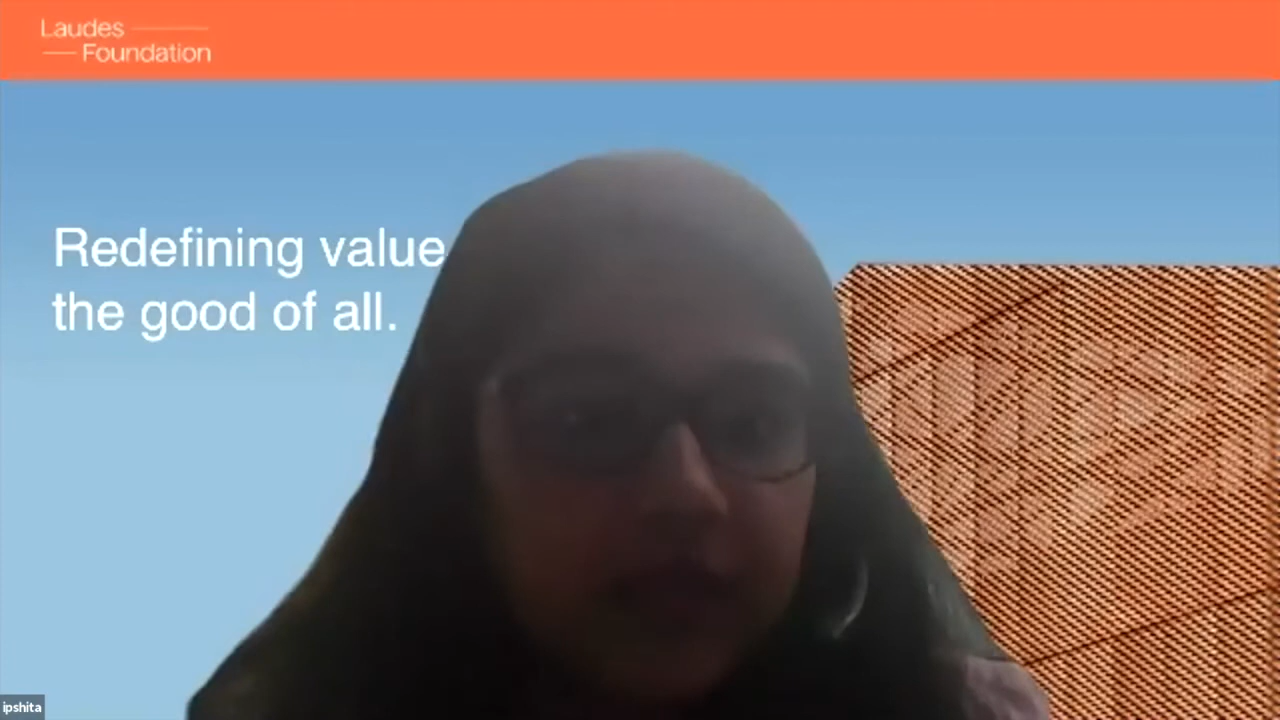 Laudes
Foundation
Redefining value
the good of all.
ipshita